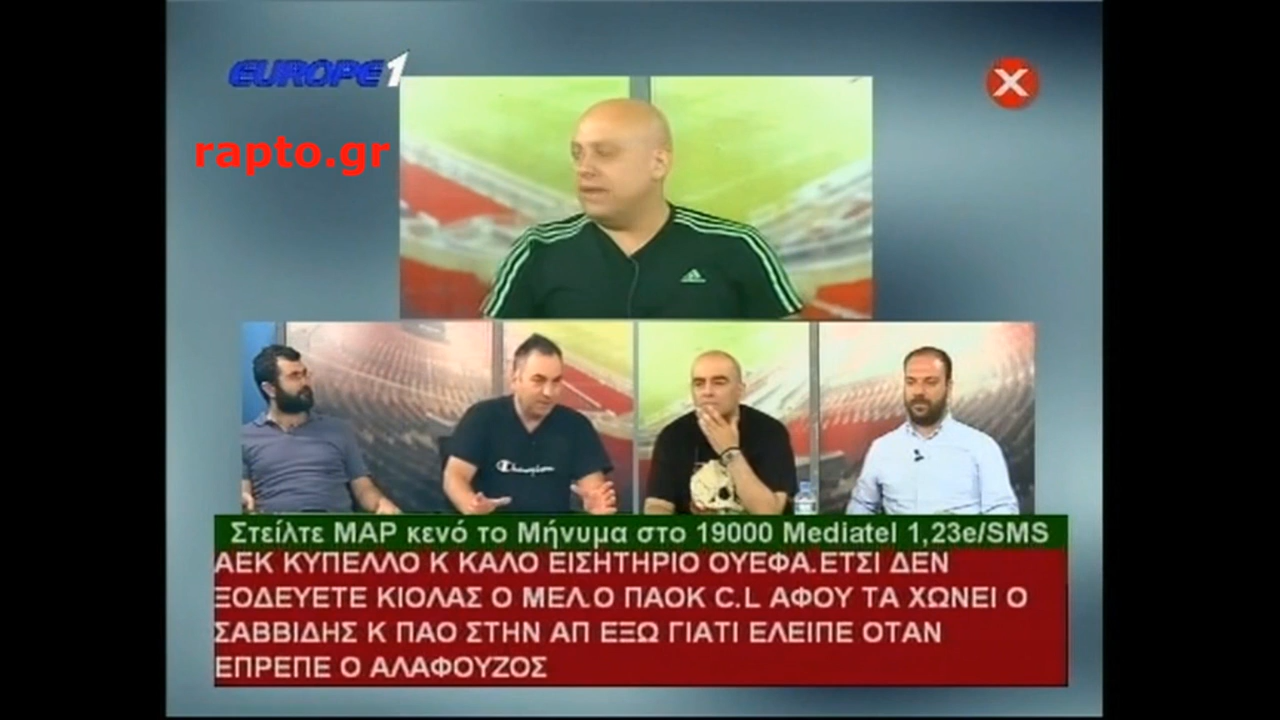 EUROPE1
X
rapto.gr
adidas
Champion
Στείλτε ΜΑΡ κενό το Μήνυμα στο 19000 Mediatel 1,23e/SMS
ΑΕΚ ΚΥΠΕΛΛΟ Κ ΚΑΛΟ ΕΙΣΗΤΗΡΙΟ ΟΥΕΦΑ.ΕΤΣΙ ΔΕΝ
ΞΟΔΕΥΕΤΕ ΚΙΟΛΑΣ Ο ΜΕΛ.Ο ΠΑΟΚ C.L ΑΦΟΥ ΤΑ ΧΩΝΕΙ Ο
ΣΑΒΒΙΔΗΣ Κ ΠΑΟ ΣΤΗΝ ΑΠ ΕΞΩ ΓΙΑΤΙ ΕΛΕΙΠΕ ΟΤΑΝ
ΕΠΡΕΠΕ Ο ΑΛΑΦΟΥΖΟΣ